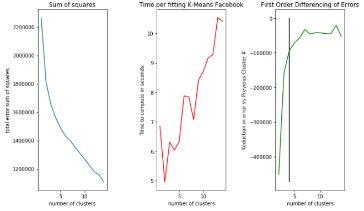 Sum of squares
total error sum of squares
2200000
2000000
1800000
1600000
1400000
1200000
5
10
number of clusters
Time per fitting K-Means Facebook
Time to compute in seconds
10
9
8
7
6
5
5
10
number of clusters
First Order Differencing of Errors
Reduction in error vs Previous Cluster #
0
−100000
−200000
−300000
−400000
5
10
number of clusters